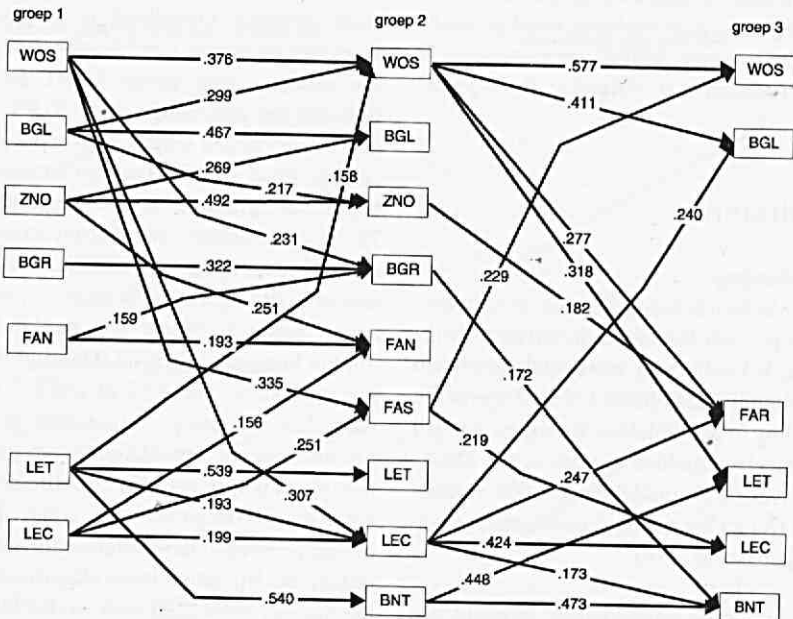 groep 1
groep 2
groep 3
WOS
.376
WOS
.577
WOS
.299
.411
BGL
.467
BGL
BGL
.269
.158
ZNO
.217
ZNO
.492
.240
.231
.277
BGR
.322
BGR
.229
.318
.159
.251
.182
FAN
.193
FAN
.335
.172
FAS
FAR
.156
.251
.219
LET
.539
LET
.247
LET
.193
.307
LEC
.199
LEC
.424
LEC
.448
.173
.540
BNT
.473
BNT